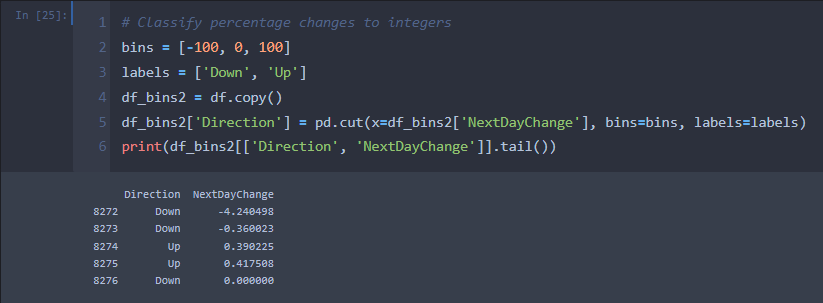 In [25]:
1 # Classify percentage changes to integers
2 bins = [-100, 0, 100]
3 labels = ['Down', 'Up']
4 df_bins2 = df.copy()
5 df_bins2['Direction'] = pd.cut(x=df_bins2['NextDayChange'], bins=bins, labels=labels)
6 print(df_bins2[['Direction', 'NextDayChange']].tail())
Direction NextDayChange
8272 Down -4.240498
8273 Down -0.360023
8274 Up 0.390225
8275 Up 0.417508
8276 Down 0.000000